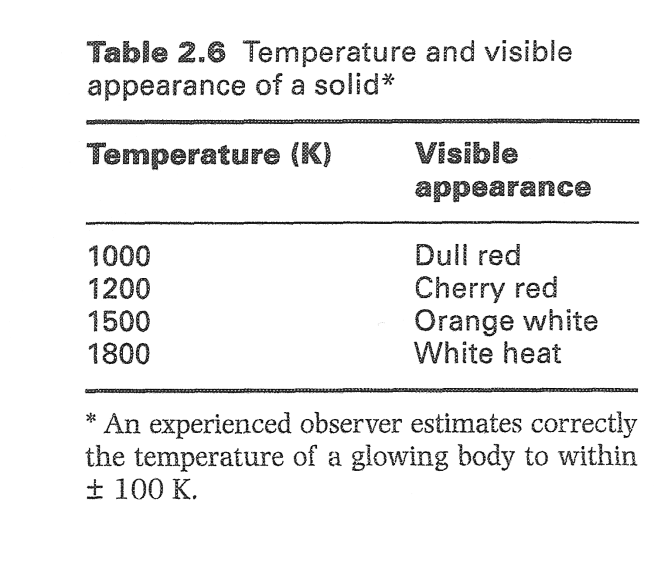 Table 2.6 Temperature and visible
appearance of a solid*
Temperature (K) Visible
appearance
1000 Dull red
1200 Cherry red
1500 Orange white
1800 White heat
* An experienced observer estimates correctly
the temperature of a glowing body to within
± 100 K.